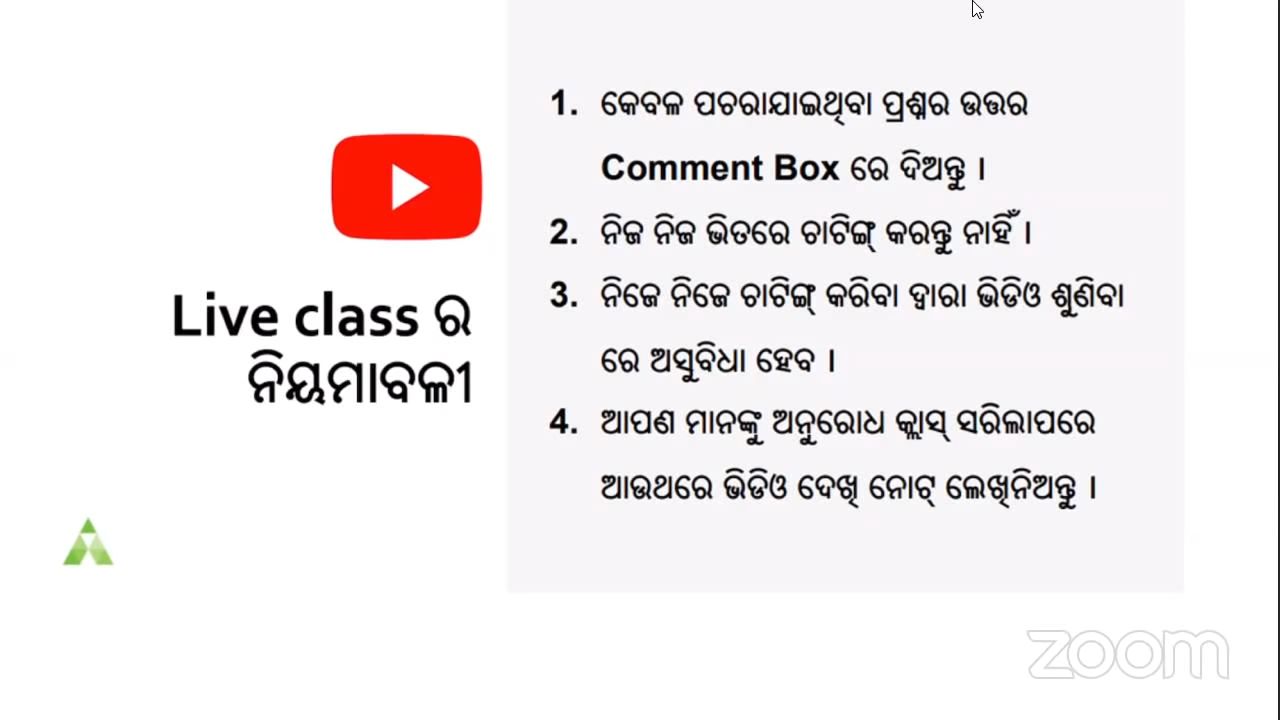 Live class ର
ନିୟମାବଳୀ
1. କେବଳ ପଚରାଯାଇଥିବା ପ୍ରଶ୍ନର ଉତ୍ତର
Comment Box ରେ ଦିଅନ୍ତୁ ।
2. ନିଜ ନିଜ ଭିତରେ ଚାଟିଙ୍ଗ୍ କରନ୍ତୁ ନାହିଁ ।
3. ନିଜେ ନିଜେ ଚାଟିଙ୍ଗ୍ କରିବା ଦ୍ଵାରା ଭିଡିଓ ଶୁଣିବା
ରେ ଅସୁବିଧା ହେବ ।
4. ଆପଣ ମାନଙ୍କୁ ଅନୁରୋଧ କ୍ଲାସ୍ ସରିଲାପରେ
ଆଉଥରେ ଭିଡିଓ ଦେଖି ନୋଟ୍ ଲେଖିନିଅନ୍ତୁ ।
zoom